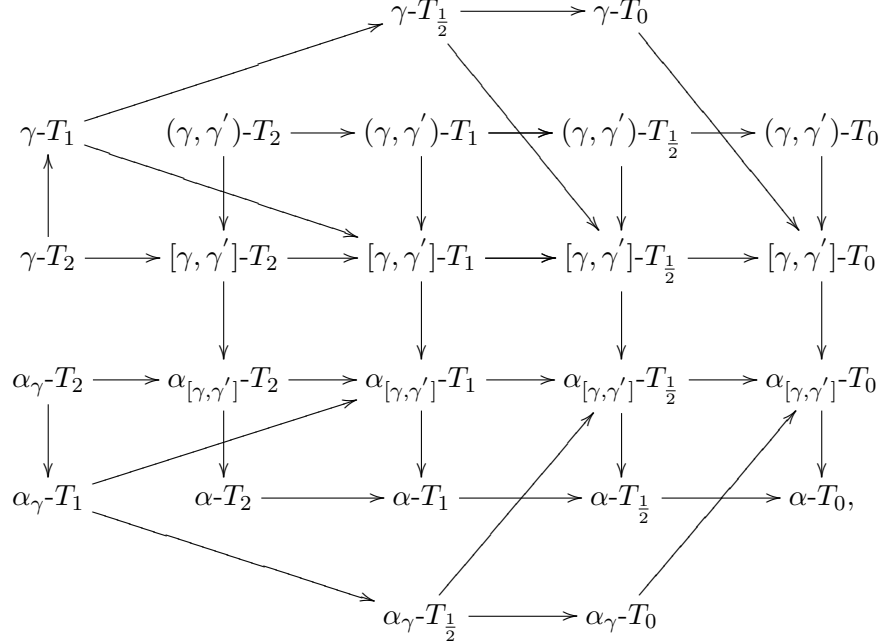 γ-T_{1/2} γ-T_0
γ-T_1 (γ, γ′)-T_2 (γ, γ′)-T_1 (γ, γ′)-T_{1/2} (γ, γ′)-T_0
γ-T_2 [γ, γ′]-T_2 [γ, γ′]-T_1 [γ, γ′]-T_{1/2} [γ, γ′]-T_0
α_γ-T_2 α_{[γ,γ′]}-T_2 α_{[γ,γ′]}-T_1 α_{[γ,γ′]}-T_{1/2} α_{[γ,γ′]}-T_0
α_γ-T_1 α-T_2 α-T_1 α-T_{1/2} α-T_0,
α_γ-T_{1/2} α_γ-T_0